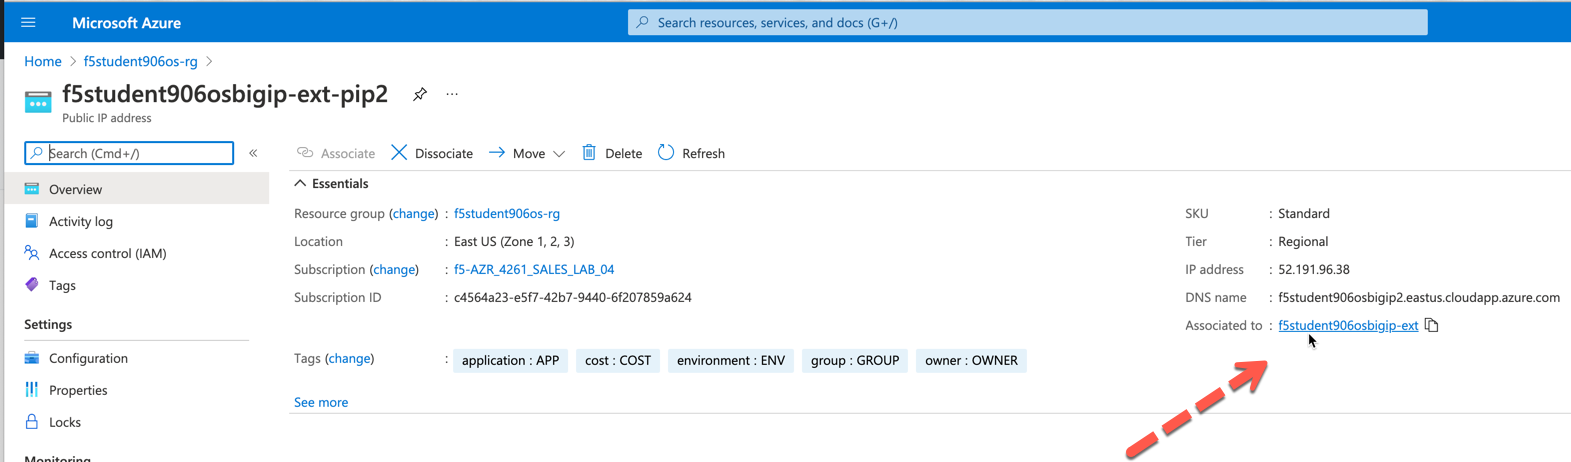 Microsoft Azure
Search resources, services, and docs (G+/)
Home > f5student906os-rg >
f5student906osbigip-ext-pip2
Public IP address
Search (Cmd+/)
«
Associate
Dissociate
Move
Delete
Refresh
Overview
Activity log
Access control (IAM)
Tags
Settings
Configuration
Properties
Locks
Monitoring
Essentials
Resource group (change) : f5student906os-rg
Location : East US (Zone 1, 2, 3)
Subscription (change) : f5-AZR_4261_SALES_LAB_04
Subscription ID : c4564a23-e5f7-42b7-9440-6f207859a624
SKU : Standard
Tier : Regional
IP address : 52.191.96.38
DNS name : f5student906osbigip2.eastus.cloudapp.azure.com
Associated to : f5student906osbigip-ext
Tags (change) : application : APP cost : COST environment : ENV group : GROUP owner : OWNER
See more